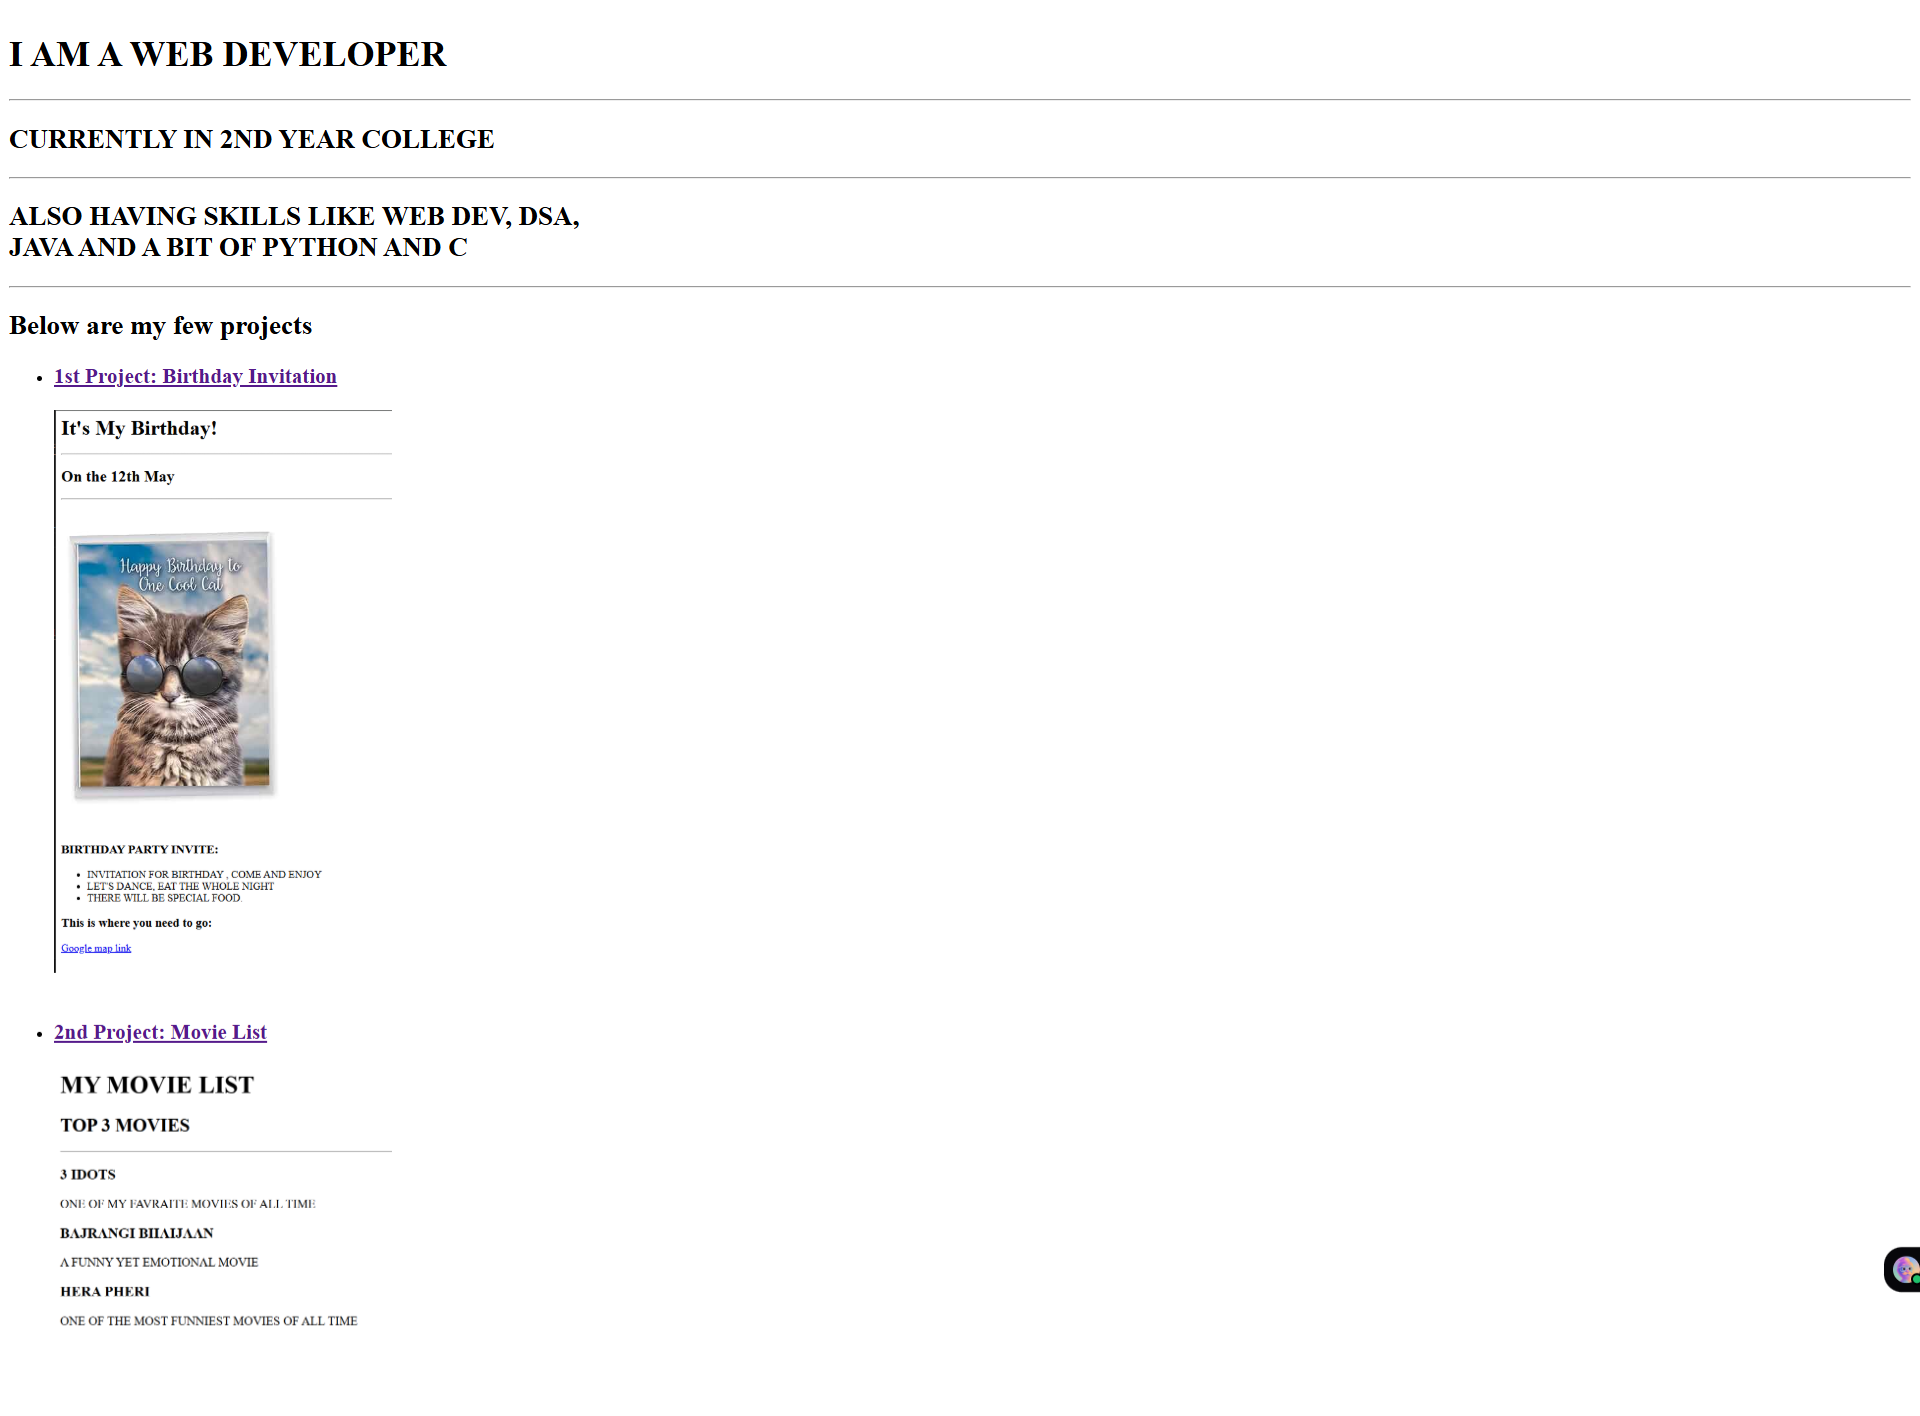 I AM A WEB DEVELOPER
CURRENTLY IN 2ND YEAR COLLEGE
ALSO HAVING SKILLS LIKE WEB DEV, DSA,
JAVA AND A BIT OF PYTHON AND C
Below are my few projects
1st Project: Birthday Invitation
It's My Birthday!
On the 12th May
Happy Birthday to
One Cool Cat
BIRTHDAY PARTY INVITE:
INVITATION FOR BIRTHDAY , COME AND ENJOY
LET'S DANCE, EAT THE WHOLE NIGHT
THERE WILL BE SPECIAL FOOD.
This is where you need to go:
Google map link
2nd Project: Movie List
MY MOVIE LIST
TOP 3 MOVIES
3 IDOTS
ONE OF MY FAVRAITE MOVIES OF ALL TIME
BAJRANGI BHAIJAAN
A FUNNY YET EMOTIONAL MOVIE
HERA PHERI
ONE OF THE MOST FUNNIEST MOVIES OF ALL TIME